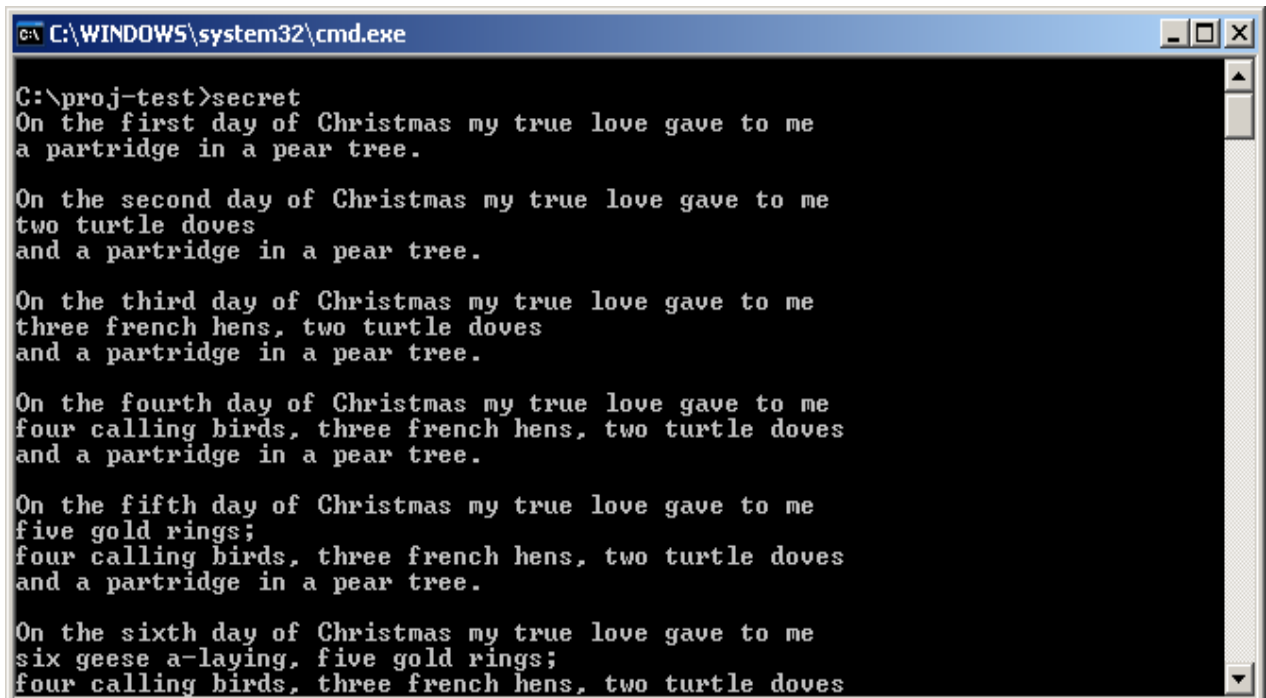 C:\WINDOWS\system32\cmd.exe
C:\proj-test>secret
On the first day of Christmas my true love gave to me
a partridge in a pear tree.
On the second day of Christmas my true love gave to me
two turtle doves
and a partridge in a pear tree.
On the third day of Christmas my true love gave to me
three french hens, two turtle doves
and a partridge in a pear tree.
On the fourth day of Christmas my true love gave to me
four calling birds, three french hens, two turtle doves
and a partridge in a pear tree.
On the fifth day of Christmas my true love gave to me
five gold rings;
four calling birds, three french hens, two turtle doves
and a partridge in a pear tree.
On the sixth day of Christmas my true love gave to me
six geese a-laying, five gold rings;
four calling birds, three french hens, two turtle doves